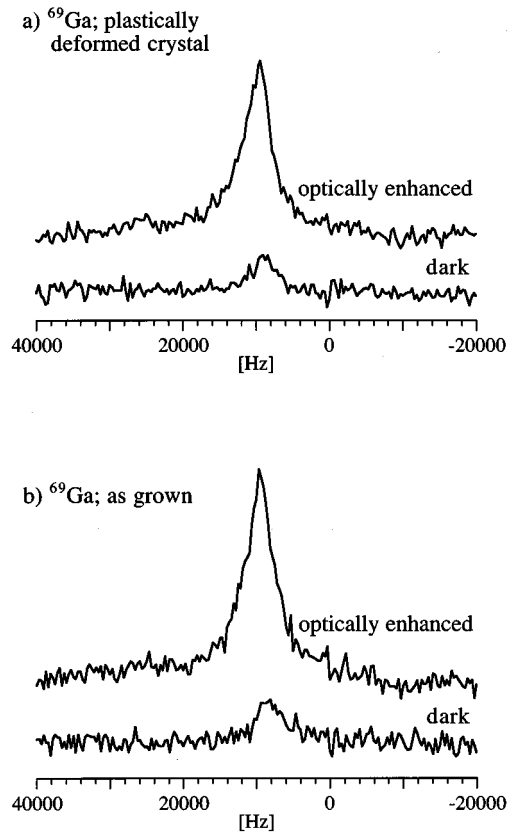 a) ⁶⁹Ga; plastically
deformed crystal
optically enhanced
dark
40000 20000 0 -20000
[Hz]
b) ⁶⁹Ga; as grown
optically enhanced
dark
40000 20000 0 -20000
[Hz]